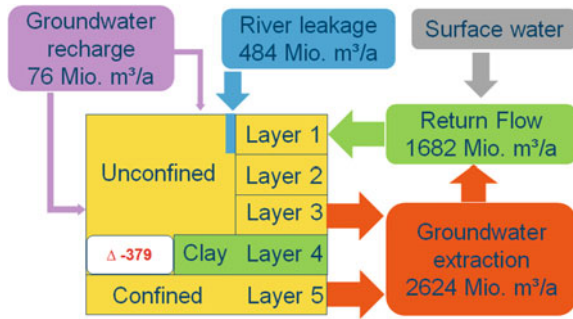 Groundwater
recharge
76 Mio. m³/a
River leakage
484 Mio. m³/a
Surface water
Return Flow
1682 Mio. m³/a
Groundwater
extraction
2624 Mio. m³/a
Unconfined
Layer 1
Layer 2
Layer 3
Δ -379
Clay Layer 4
Confined Layer 5